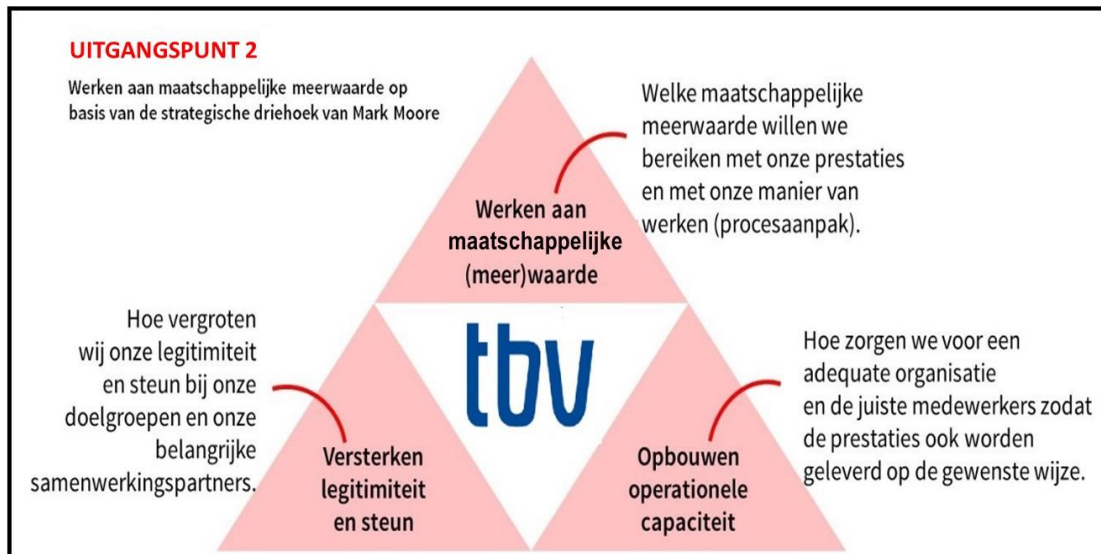 UITGANGSPUNT 2
Werken aan maatschappelijke meerwaarde op
basis van de strategische driehoek van Mark Moore
Welke maatschappelijke
meerwaarde willen we
bereiken met onze prestaties
en met onze manier van
werken (procesaanpak).
Werken aan
maatschappelijke
(meer)waarde
Hoe vergroten
wij onze legitimiteit
en steun bij onze
doelgroepen en onze
belangrijke
samenwerkingspartners.
tbv
Hoe zorgen we voor een
adequate organisatie
en de juiste medewerkers zodat
de prestaties ook worden
geleverd op de gewenste wijze.
Versterken
legitimiteit
en steun
Opbouwen
operationele
capaciteit